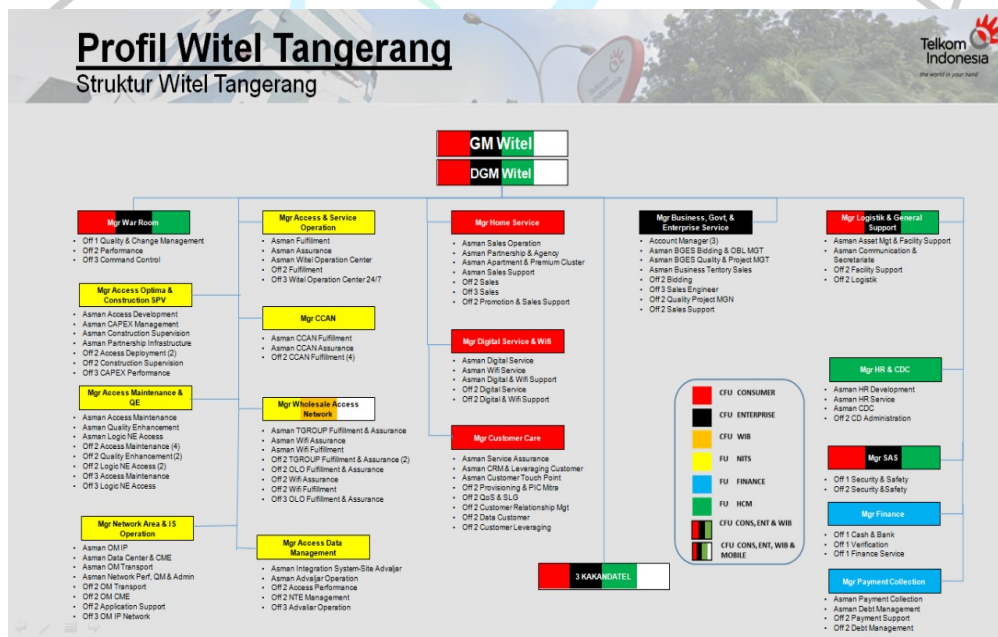 Profil Witel Tangerang
Struktur Witel Tangerang
Telkom
Indonesia
the world in your hand
GM Witel
DGM Witel
Mgr War Room
• Off 1 Quality & Change Management
• Off 2 Performance
• Off 3 Command Control
Mgr Access Optima &
Construction SPV
• Asman Access Development
• Asman CAPEX Management
• Asman Construction Supervision
• Asman Partnership Infrastructure
• Off 2 Access Deployment (2)
• Off 2 Construction Supervision
• Off 3 CAPEX Performance
Mgr Access Maintenance &
QE
• Asman Access Maintenance
• Asman Quality Enhancement
• Asman Logic NE Access
• Off 2 Access Maintenance (4)
• Off 2 Quality Enhancement (2)
• Off 2 Logic NE Access (2)
• Off 3 Access Maintenance
• Off 3 Logic NE Access
Mgr Network Area & IS
Operation
• Asman OM IP
• Asman Data Center & CME
• Asman OM Transport
• Asman Network Perf, QM & Admin
• Off 2 OM Transport
• Off 2 OM CME
• Off 2 Application Support
• Off 3 OM IP Network
Mgr Access & Service
Operation
• Asman Fulfillment
• Asman Assurance
• Asman Witel Operation Center
• Off 2 Fulfillment
• Off 3 Witel Operation Center 24/7
Mgr CCAN
• Asman CCAN Fulfillment
• Asman CCAN Assurance
• Off 2 CCAN Fulfillment (4)
Mgr Wholesale Access
Network
• Asman TGROUP Fulfillment & Assurance
• Asman Wifi Assurance
• Asman Wifi Fulfillment
• Off 2 TGROUP Fulfillment & Assurance (2)
• Off 2 OLO Fulfillment & Assurance
• Off 2 Wifi Assurance
• Off 2 Wifi Fulfillment
• Off 3 OLO Fulfillment & Assurance
Mgr Access Data
Management
• Asman Integration System-Site Advaljar
• Asman Advaljar Operation
• Off 2 Access Performance
• Off 2 NTE Management
• Off 3 Advaljar Operation
Mgr Home Service
• Asman Sales Operation
• Asman Partnership & Agency
• Asman Apartment & Premium Cluster
• Asman Sales Support
• Off 2 Sales
• Off 3 Sales
• Off 2 Promotion & Sales Support
Mgr Digital Service & Wifi
• Asman Digital Service
• Asman Wifi Service
• Asman Digital & Wifi Support
• Off 2 Digital Service
• Off 2 Digital & Wifi Support
Mgr Customer Care
• Asman Service Assurance
• Asman CRM & Leveraging Customer
• Asman Customer Touch Point
• Off 2 Provisioning & PIC Mitra
• Off 2 QoS & SLG
• Off 2 Customer Relationship Mgt
• Off 2 Data Customer
• Off 2 Customer Leveraging
3 KAKANDATEL
Mgr Business, Govt, &
Enterprise Service
• Account Manager (3)
• Asman BGES Bidding & OBL MGT
• Asman BGES Quality & Project MGT
• Asman Business Teritory Sales
• Off 2 Bidding
• Off 3 Sales Engineer
• Off 2 Quality Project MGN
• Off 2 Sales Support
CFU CONSUMER
CFU ENTERPRISE
CFU WIB
FU NITS
FU FINANCE
FU HCM
CFU CONS, ENT & WIB
CFU CONS, ENT, WIB &
MOBILE
Mgr Logistik & General
Support
• Asman Asset Mgt & Facility Support
• Asman Communication &
Secretariate
• Off 2 Facility Support
• Off 2 Logistik
Mgr HR & CDC
• Asman HR Development
• Asman HR Service
• Asman CDC
• Off 2 CD Administration
Mgr SAS
• Off 1 Security & Safety
• Off 2 Security &Safety
Mgr Finance
• Off 1 Cash & Bank
• Off 1 Verification
• Off 1 Finance Service
Mgr Payment Collection
• Asman Payment Collection
• Asman Debt Management
• Off 2 Payment Support
• Off 2 Debt Management